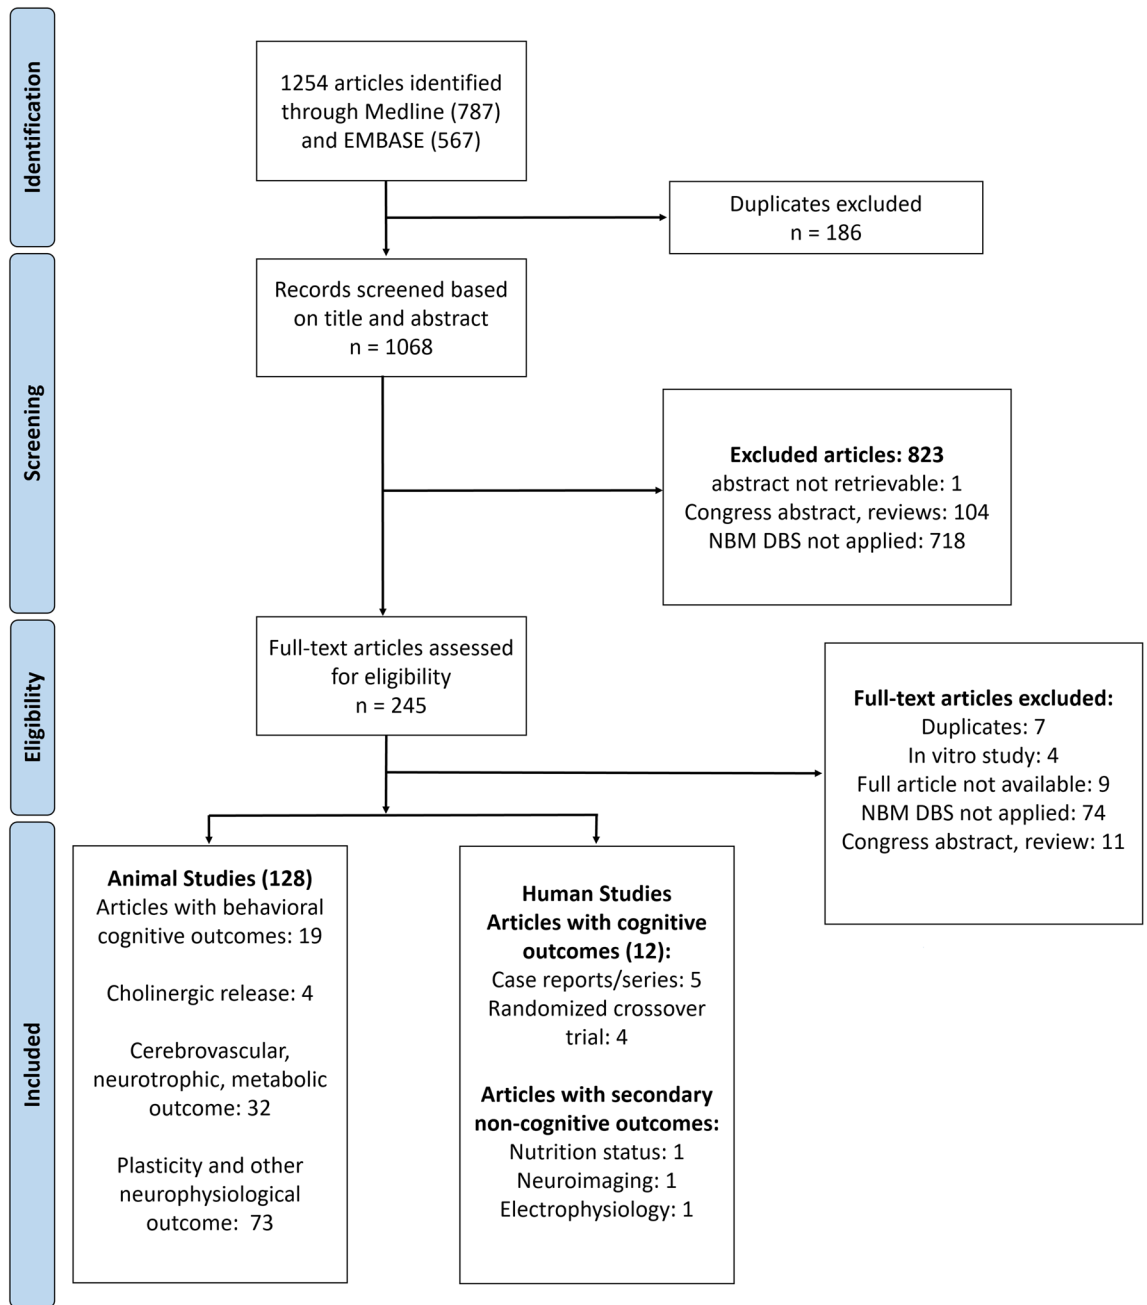 Identification
1254 articles identified
through Medline (787)
and EMBASE (567)
Duplicates excluded
n = 186
Screening
Records screened based
on title and abstract
n = 1068
Excluded articles: 823
abstract not retrievable: 1
Congress abstract, reviews: 104
NBM DBS not applied: 718
Eligibility
Full-text articles assessed
for eligibility
n = 245
Full-text articles excluded:
Duplicates: 7
In vitro study: 4
Full article not available: 9
NBM DBS not applied: 74
Congress abstract, review: 11
Included
Animal Studies (128)
Articles with behavioral
cognitive outcomes: 19
Cholinergic release: 4
Cerebrovascular,
neurotrophic, metabolic
outcome: 32
Plasticity and other
neurophysiological
outcome: 73
Human Studies
Articles with cognitive
outcomes (12):
Case reports/series: 5
Randomized crossover
trial: 4
Articles with secondary
non-cognitive outcomes:
Nutrition status: 1
Neuroimaging: 1
Electrophysiology: 1